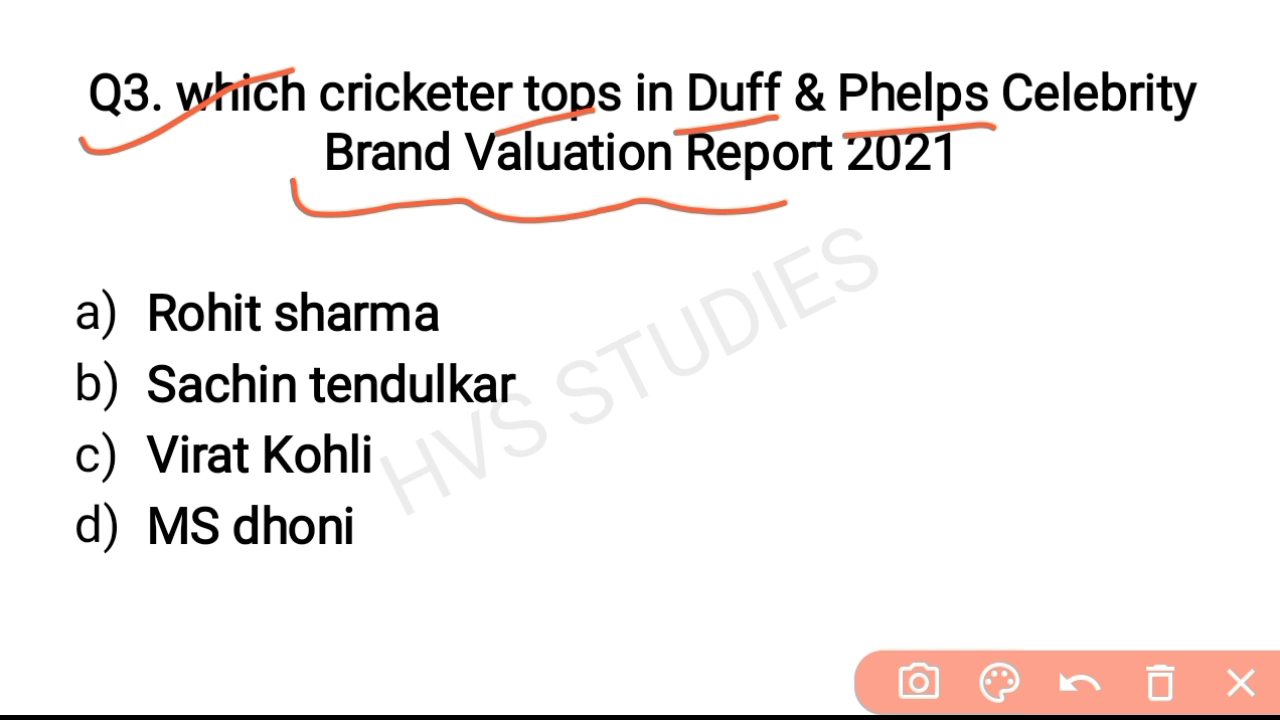 Q3. which cricketer tops in Duff & Phelps Celebrity
Brand Valuation Report 2021
a) Rohit sharma
b) Sachin tendulkar
c) Virat Kohli
d) MS dhoni
HVS STUDIES